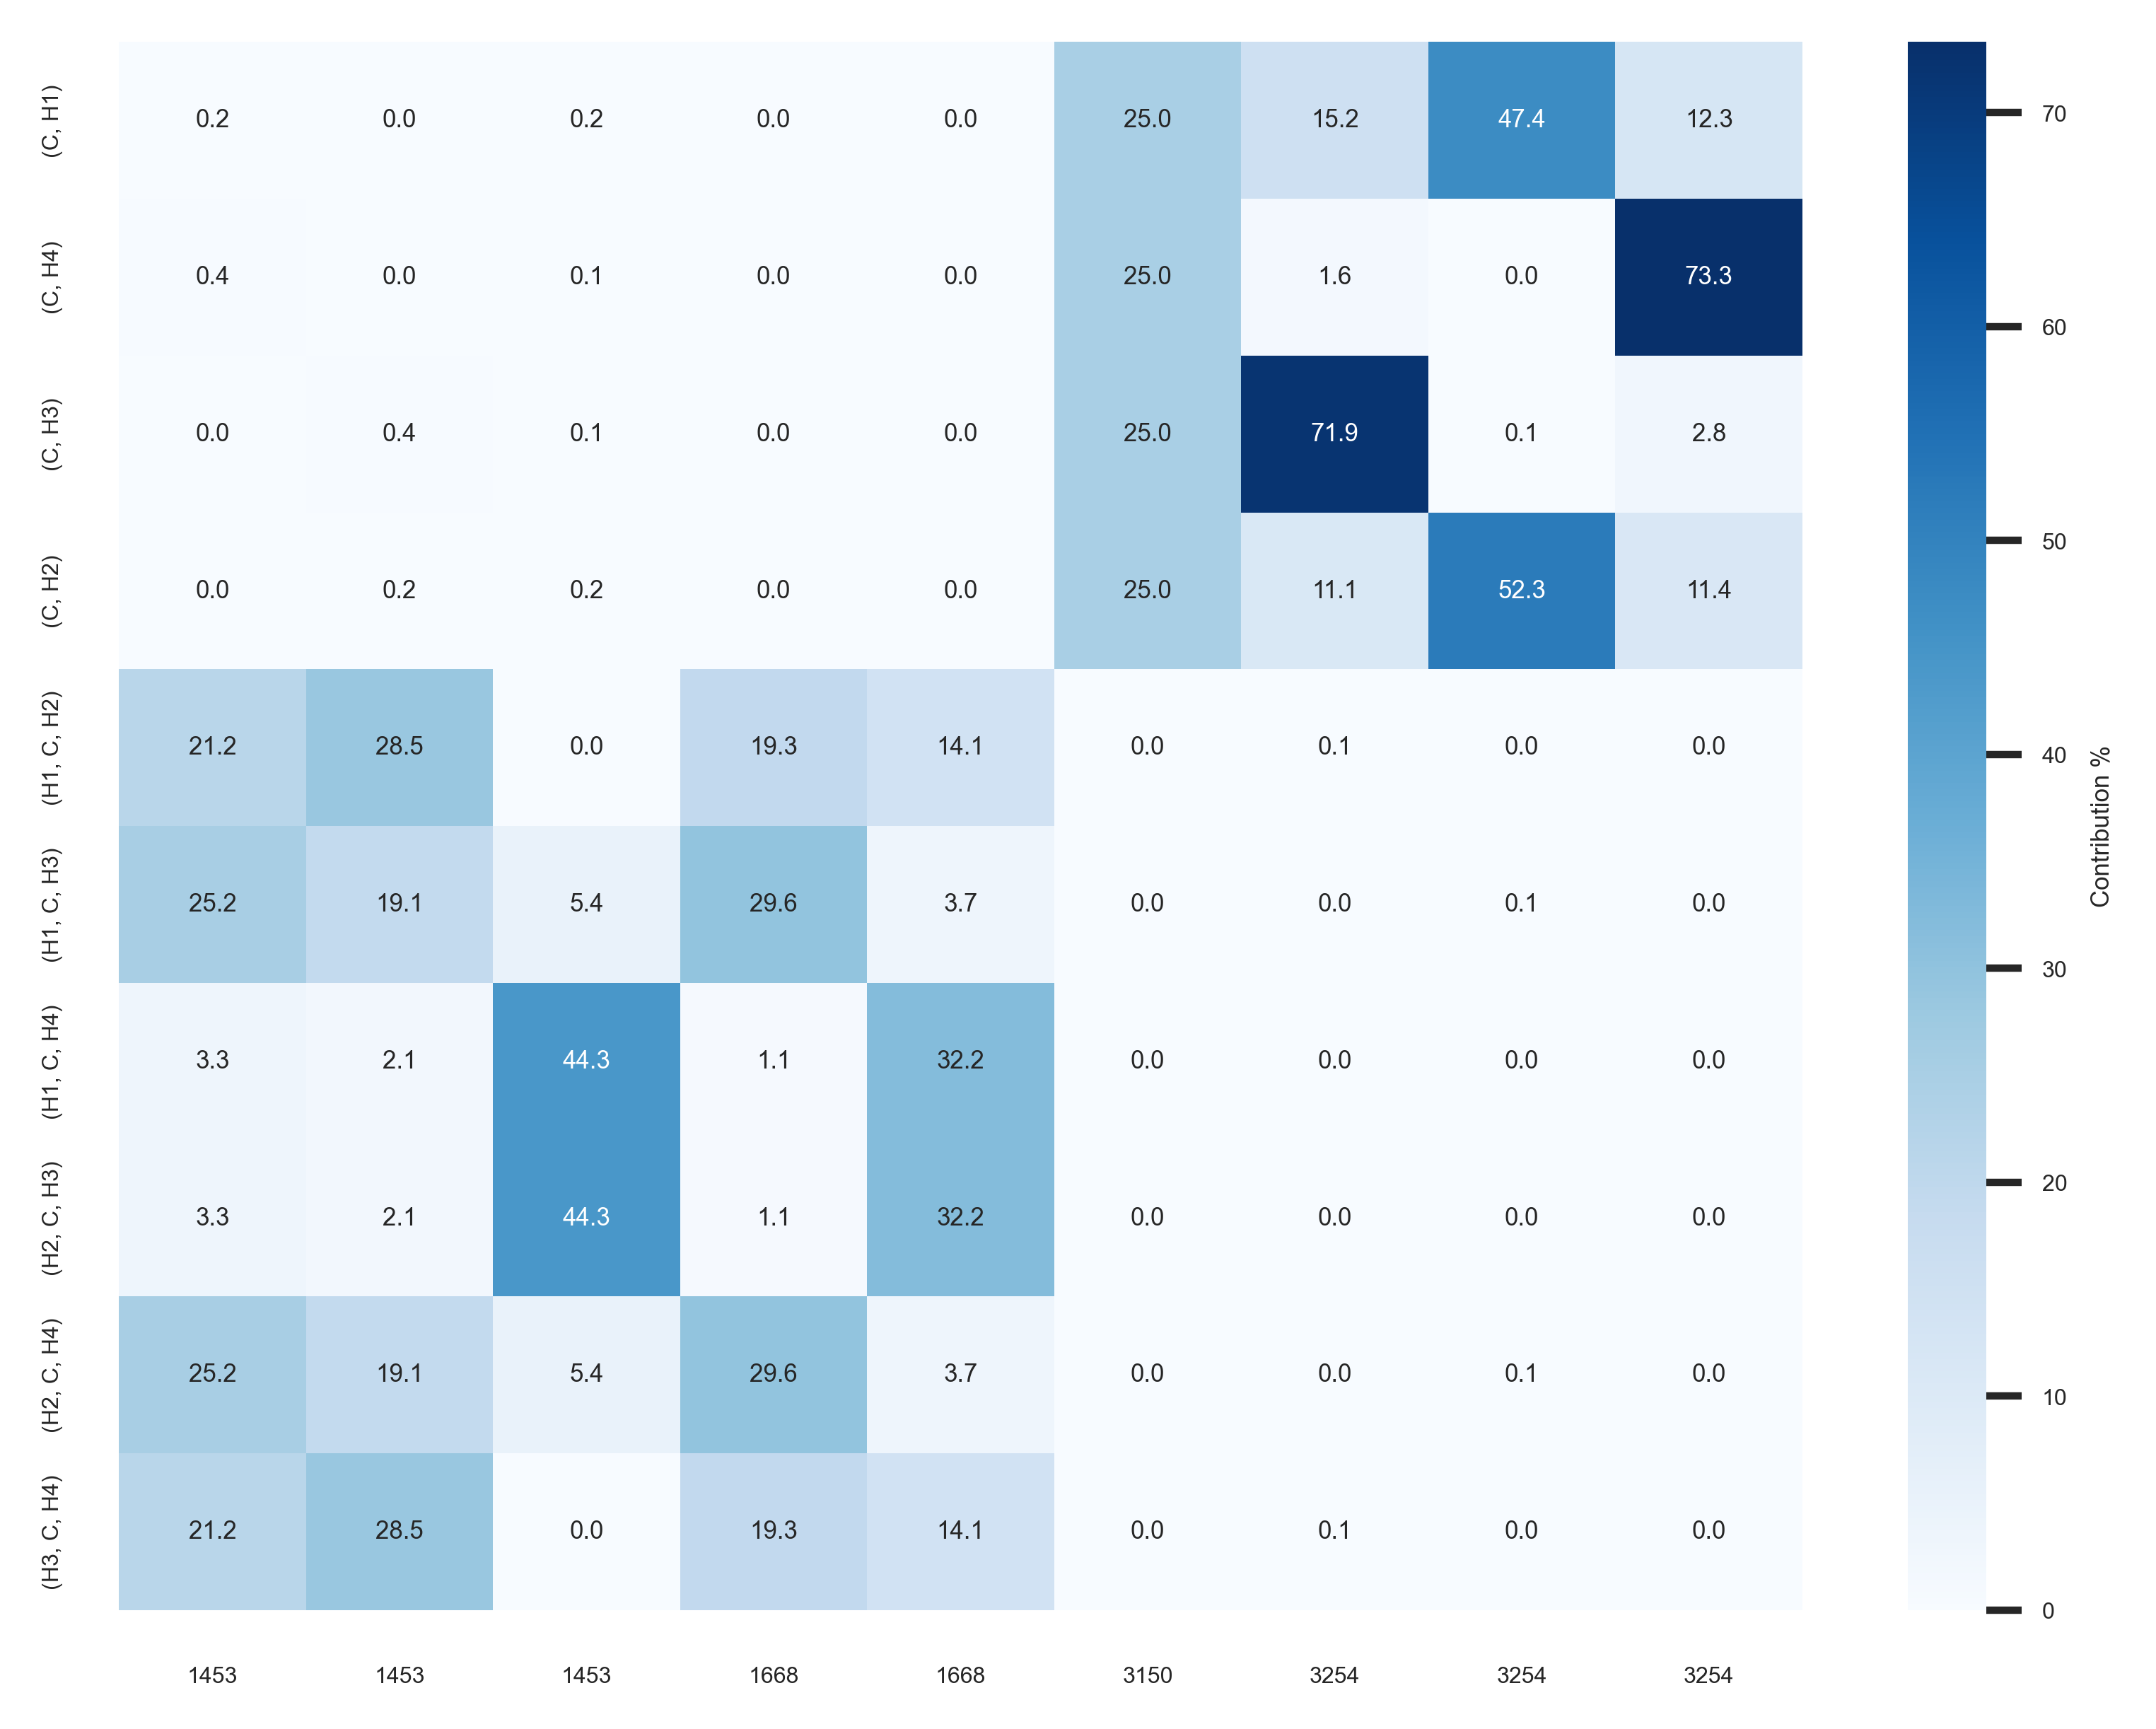 (C, H1) 0.2 0.0 0.2 0.0 0.0 25.0 15.2 47.4 12.3
(C, H4) 0.4 0.0 0.1 0.0 0.0 25.0 1.6 0.0 73.3
(C, H3) 0.0 0.4 0.1 0.0 0.0 25.0 71.9 0.1 2.8
(C, H2) 0.0 0.2 0.2 0.0 0.0 25.0 11.1 52.3 11.4
(H1, C, H2) 21.2 28.5 0.0 19.3 14.1 0.0 0.1 0.0 0.0
(H1, C, H3) 25.2 19.1 5.4 29.6 3.7 0.0 0.0 0.1 0.0
(H1, C, H4) 3.3 2.1 44.3 1.1 32.2 0.0 0.0 0.0 0.0
(H2, C, H3) 3.3 2.1 44.3 1.1 32.2 0.0 0.0 0.0 0.0
(H2, C, H4) 25.2 19.1 5.4 29.6 3.7 0.0 0.0 0.1 0.0
(H3, C, H4) 21.2 28.5 0.0 19.3 14.1 0.0 0.1 0.0 0.0
1453 1453 1453 1668 1668 3150 3254 3254 3254
70
60
50
40
30
20
10
0
Contribution %